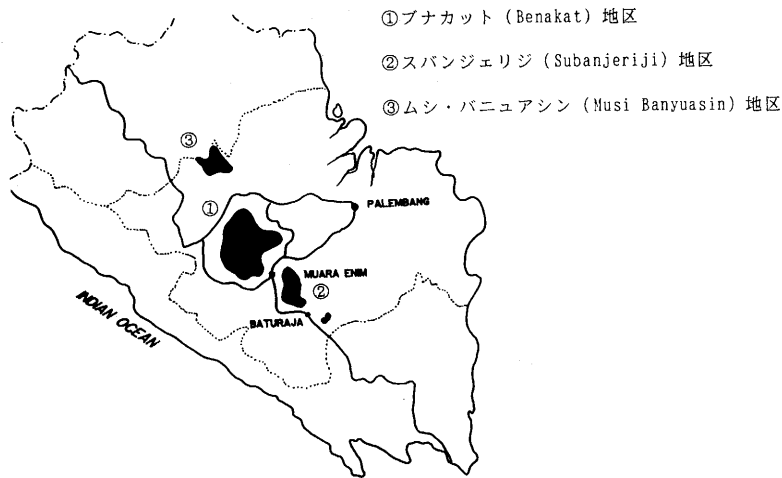 ①ブナカット (Benakat) 地区
②スバンジェリジ (Subanjeriji) 地区
③ムシ・バニュアシン (Musi Banyuasin) 地区
③
①
PALEMBANG
MUARA ENIM
②
BATURAJA
INDIAN OCEAN